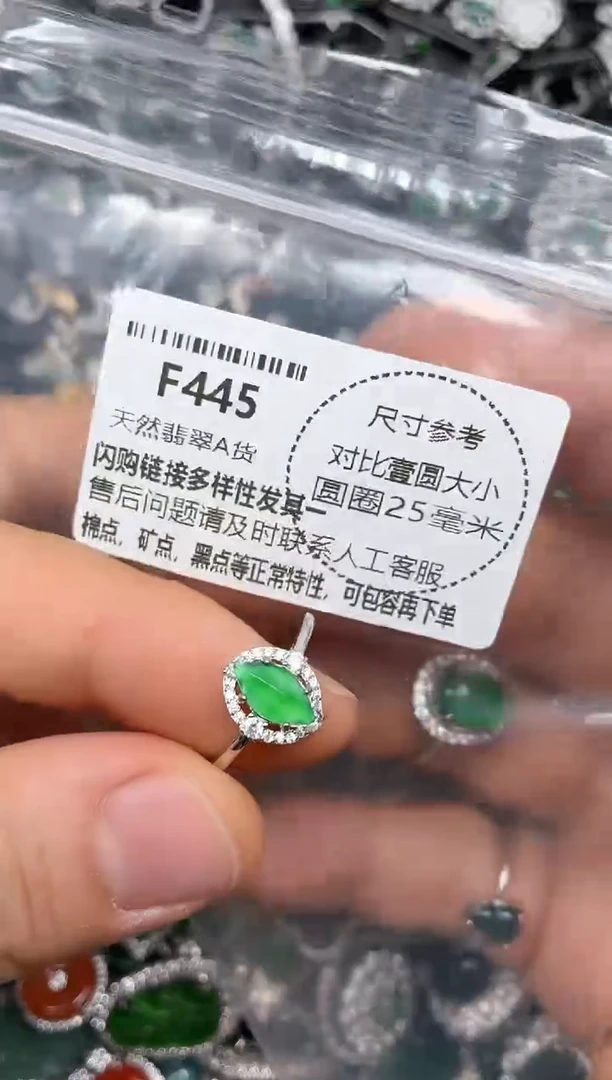 F445
天然翡翠A货
闪购链接多样性发其一
售后问题请及时联系人工客服
棉点，矿点，黑点等正常特性，可包容再下单
尺寸参考
对比壹圆大小
圆圈25毫米